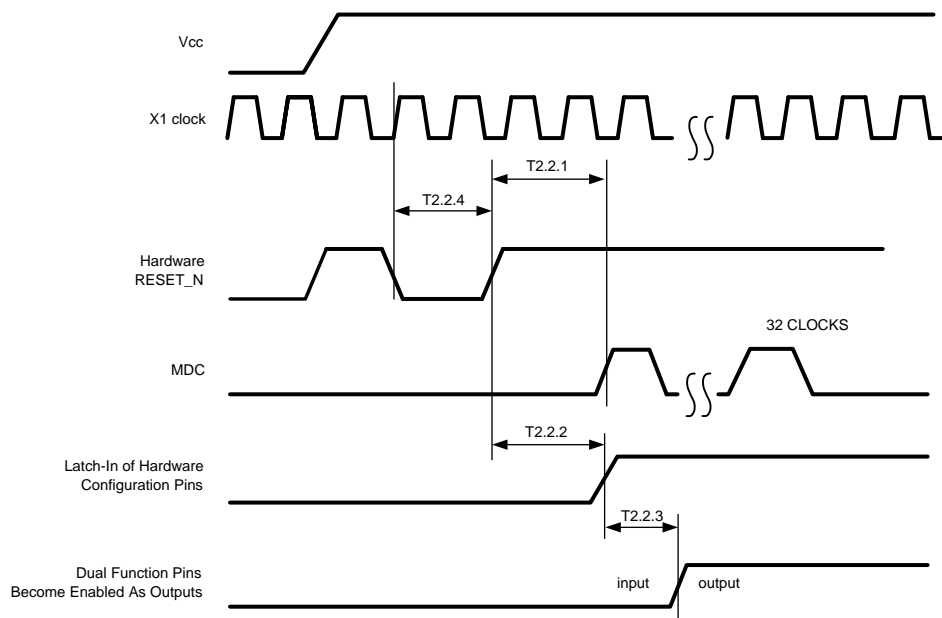 Vcc
X1 clock
T2.2.1
T2.2.4
Hardware
RESET_N
32 CLOCKS
MDC
T2.2.2
Latch-In of Hardware
Configuration Pins
T2.2.3
Dual Function Pins
Become Enabled As Outputs
input
output